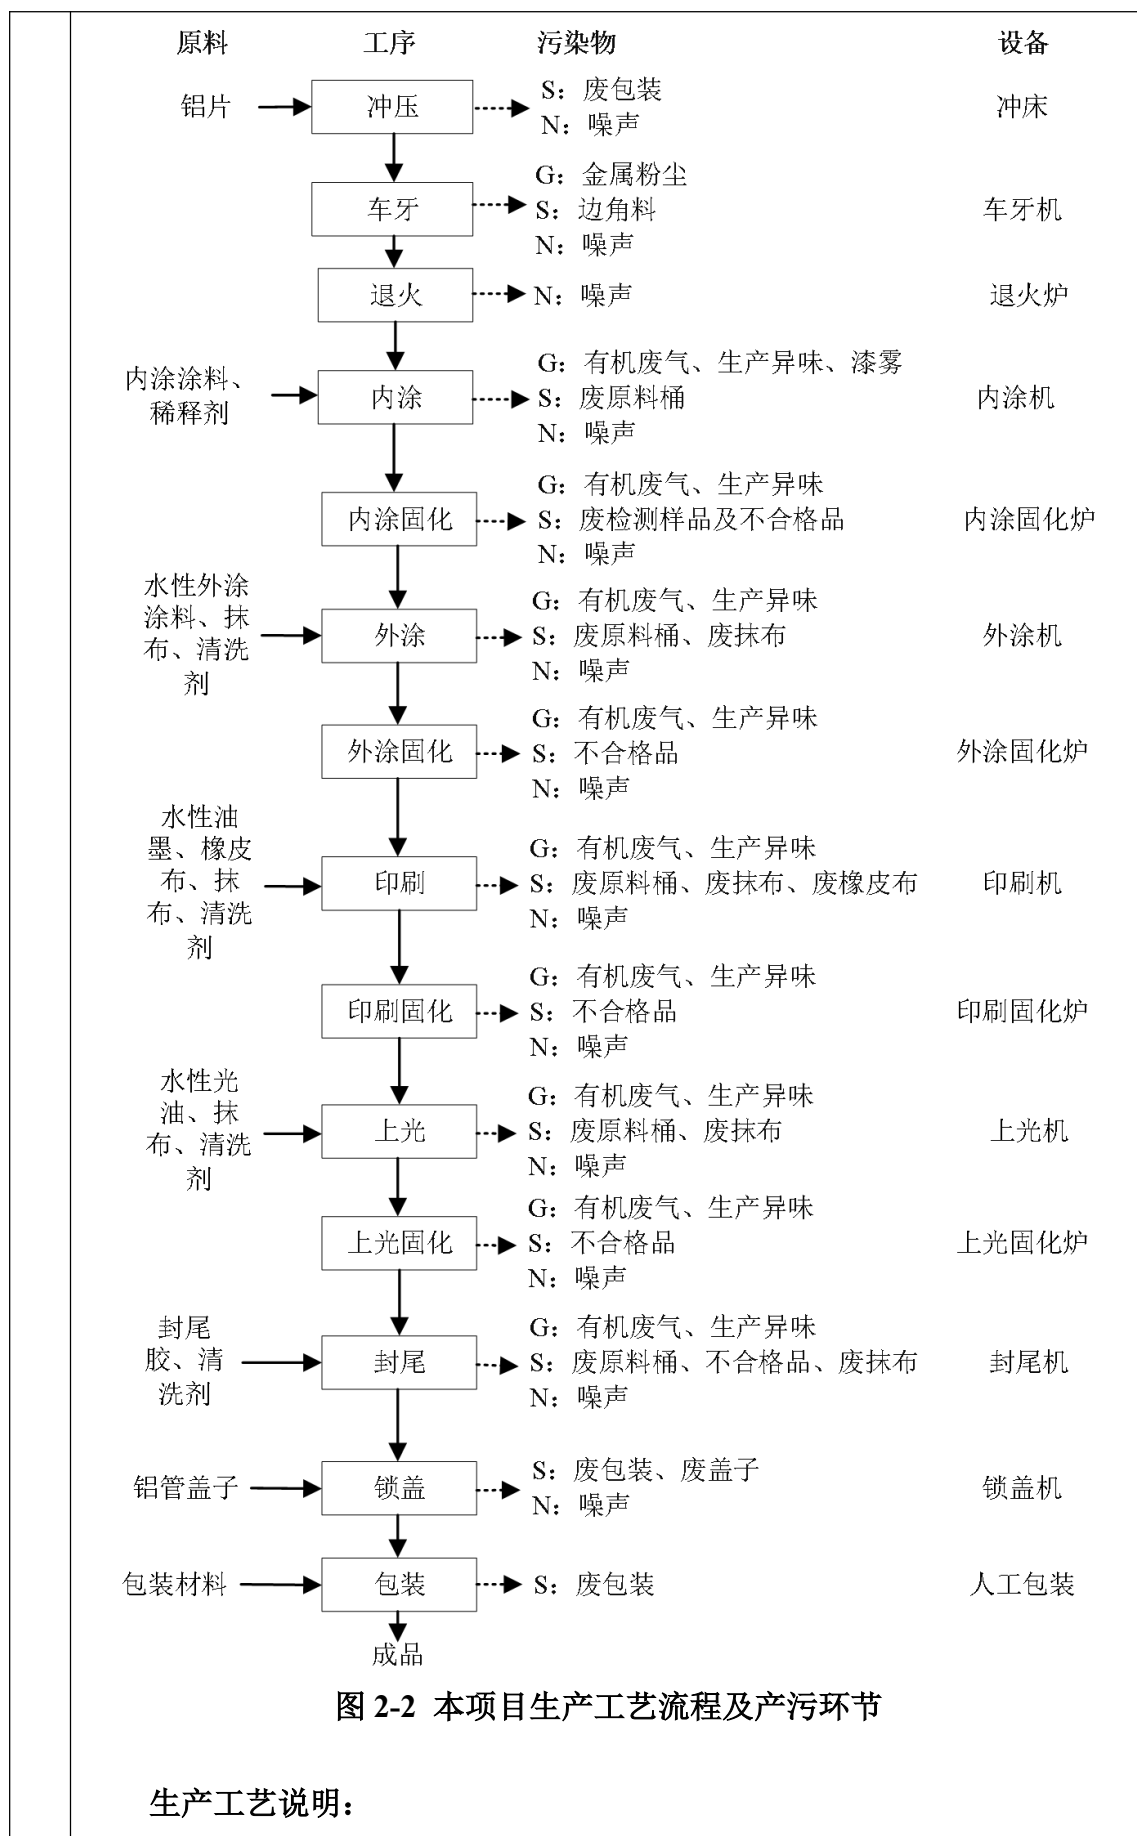 原料 工序 污染物 设备
铝片 冲压 S：废包装 冲床
N：噪声
G：金属粉尘
车牙 S：边角料 车牙机
N：噪声
退火 N：噪声 退火炉
G：有机废气、生产异味、漆雾
内涂涂料、
稀释剂 内涂 S：废原料桶 内涂机
N：噪声
G：有机废气、生产异味
内涂固化 S：废检测样品及不合格品 内涂固化炉
N：噪声
水性外涂
涂料、抹
布、清洗
剂
G：有机废气、生产异味
外涂 S：废原料桶、废抹布 外涂机
N：噪声
G：有机废气、生产异味
外涂固化 S：不合格品 外涂固化炉
N：噪声
水性油
墨、橡皮
布、抹
布、清洗
剂
G：有机废气、生产异味
印刷 S：废原料桶、废抹布、废橡皮布 印刷机
N：噪声
G：有机废气、生产异味
印刷固化 S：不合格品 印刷固化炉
N：噪声
水性光
油、抹
布、清洗
剂
G：有机废气、生产异味
上光 S：废原料桶、废抹布 上光机
N：噪声
G：有机废气、生产异味
上光固化 S：不合格品 上光固化炉
N：噪声
封尾
胶、清
洗剂
G：有机废气、生产异味
封尾 S：废原料桶、不合格品、废抹布 封尾机
N：噪声
铝管盖子 锁盖 S：废包装、废盖子 锁盖机
N：噪声
包装材料 包装 S：废包装 人工包装
成品
图 2-2 本项目生产工艺流程及产污环节
生产工艺说明：